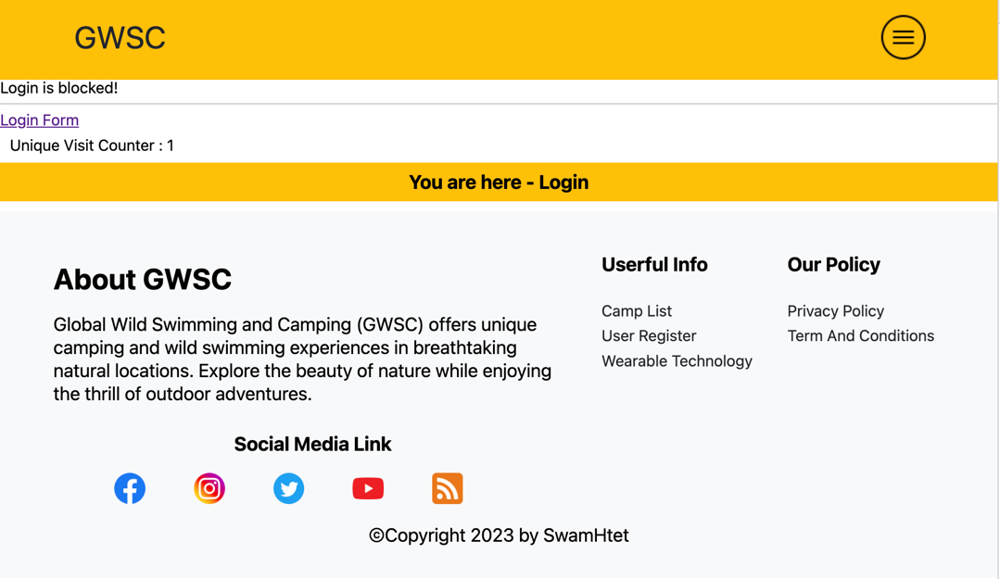 GWSC
Login is blocked!
Login Form
Unique Visit Counter : 1
You are here - Login
About GWSC
Global Wild Swimming and Camping (GWSC) offers unique
camping and wild swimming experiences in breathtaking
natural locations. Explore the beauty of nature while enjoying
the thrill of outdoor adventures.
Social Media Link
Userful Info
Camp List
User Register
Wearable Technology
Our Policy
Privacy Policy
Term And Conditions
©Copyright 2023 by SwamHtet